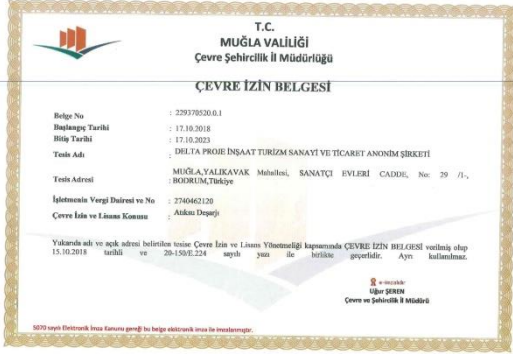 T.C.
MUĞLA VALİLİĞİ
Çevre Şehircilik İl Müdürlüğü
ÇEVRE İZİN BELGESİ
Belge No : 229370520.0.1
Başlangıç Tarihi : 17.10.2018
Bitiş Tarihi : 17.10.2023
Tesis Adı : DELTA PROJE İNŞAAT TURİZM SANAYİ VE TİCARET ANONİM ŞİRKETİ
MUĞLA,YALIKAVAK Mahallesi, SANATÇI EVLERİ CADDE, No: 29 /1-,
Tesis Adresi : BODRUM,Türkiye
İşletmenin Vergi Dairesi ve No : 2740462120
Çevre İzin ve Lisans Konusu : Atıksu Deşarjı
Yukarıda adı ve açık adresi belirtilen tesise Çevre İzin ve Lisans Yönetmeliği kapsamında ÇEVRE İZİN BELGESİ verilmiş olup
15.10.2018 tarihli ve 20-150/E.224 sayılı yazı ile birlikte geçerlidir. Ayrı kullanılmaz.
e-imzalıdır
Uğur ŞEREN
Çevre ve Şehircilik İl Müdürü
5070 sayılı Elektronik İmza Kanunu gereği bu belge elektronik imza ile imzalanmıştır.